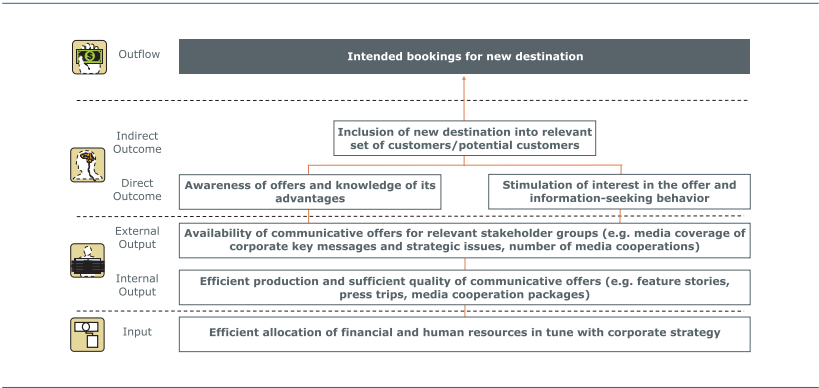 Outflow
Intended bookings for new destination
Indirect
Outcome
Inclusion of new destination into relevant
set of customers/potential customers
Direct
Outcome
Awareness of offers and knowledge of its
advantages
Stimulation of interest in the offer and
information-seeking behavior
External
Output
Availability of communicative offers for relevant stakeholder groups (e.g. media coverage of
corporate key messages and strategic issues, number of media cooperations)
Internal
Output
Efficient production and sufficient quality of communicative offers (e.g. feature stories,
press trips, media cooperation packages)
Input
Efficient allocation of financial and human resources in tune with corporate strategy